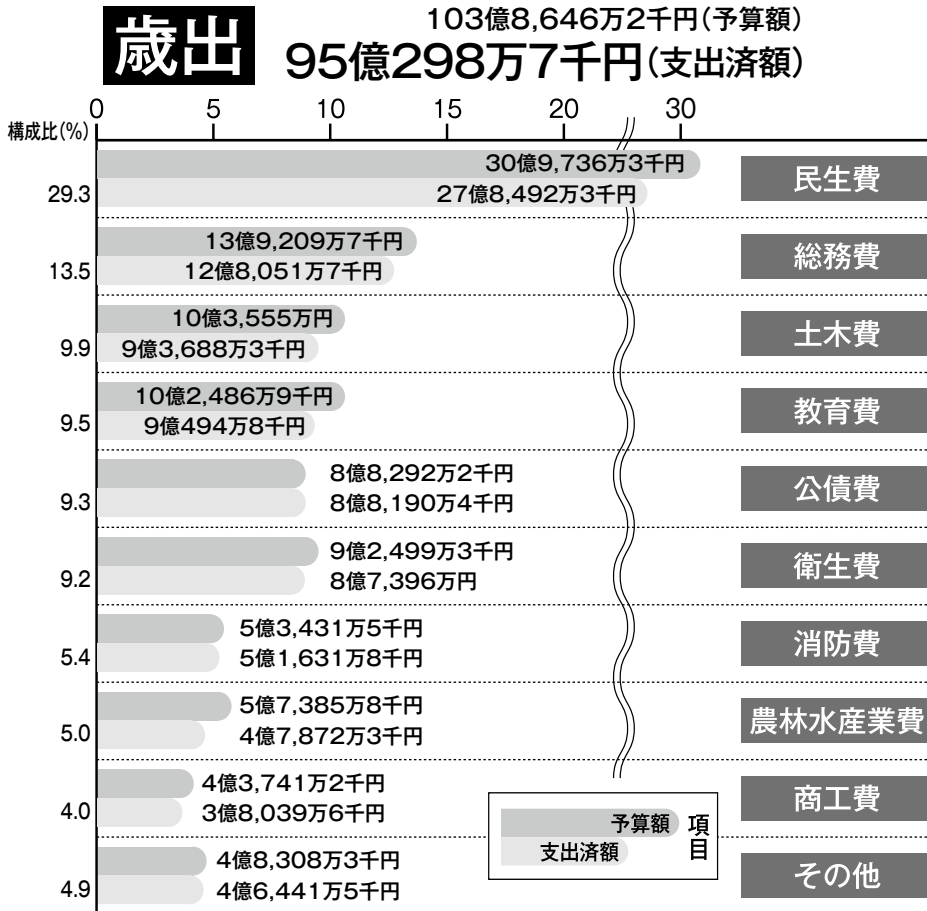 歳出
103億8,646万2千円(予算額)
95億298万7千円(支出済額)
0 5 10 15 20 30
構成比(%)
30億9,736万3千円
29.3 27億8,492万3千円 民生費
13億9,209万7千円
13.5 12億8,051万7千円 総務費
10億3,555万円
9.9 9億3,688万3千円 土木費
10億2,486万9千円
9.5 9億494万8千円 教育費
8億8,292万2千円
9.3 8億8,190万4千円 公債費
9億2,499万3千円
9.2 8億7,396万円 衛生費
5億3,431万5千円
5.4 5億1,631万8千円 消防費
5億7,385万8千円
5.0 4億7,872万3千円 農林水産業費
4億3,741万2千円
4.0 3億8,039万6千円 商工費
4億8,308万3千円
4.9 4億6,441万5千円 その他
予算額
支出済額
項目